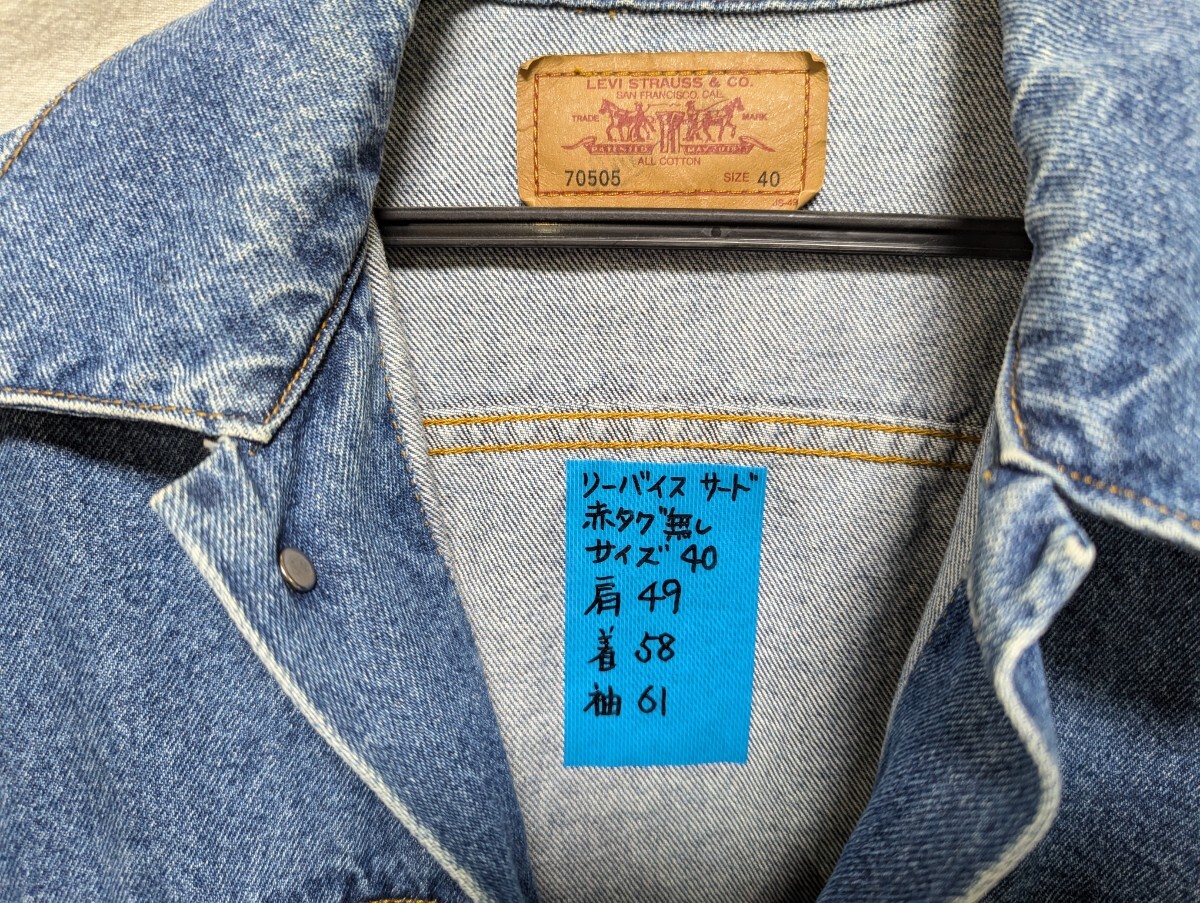 LEVI STRAUSS & CO.
SAN FRANCISCO, CAL.
TRADE MARK
ALL COTTON
70505 SIZE 40
リーバイス サード
赤タグ無し
サイズ 40
肩 49
着 58
袖 61